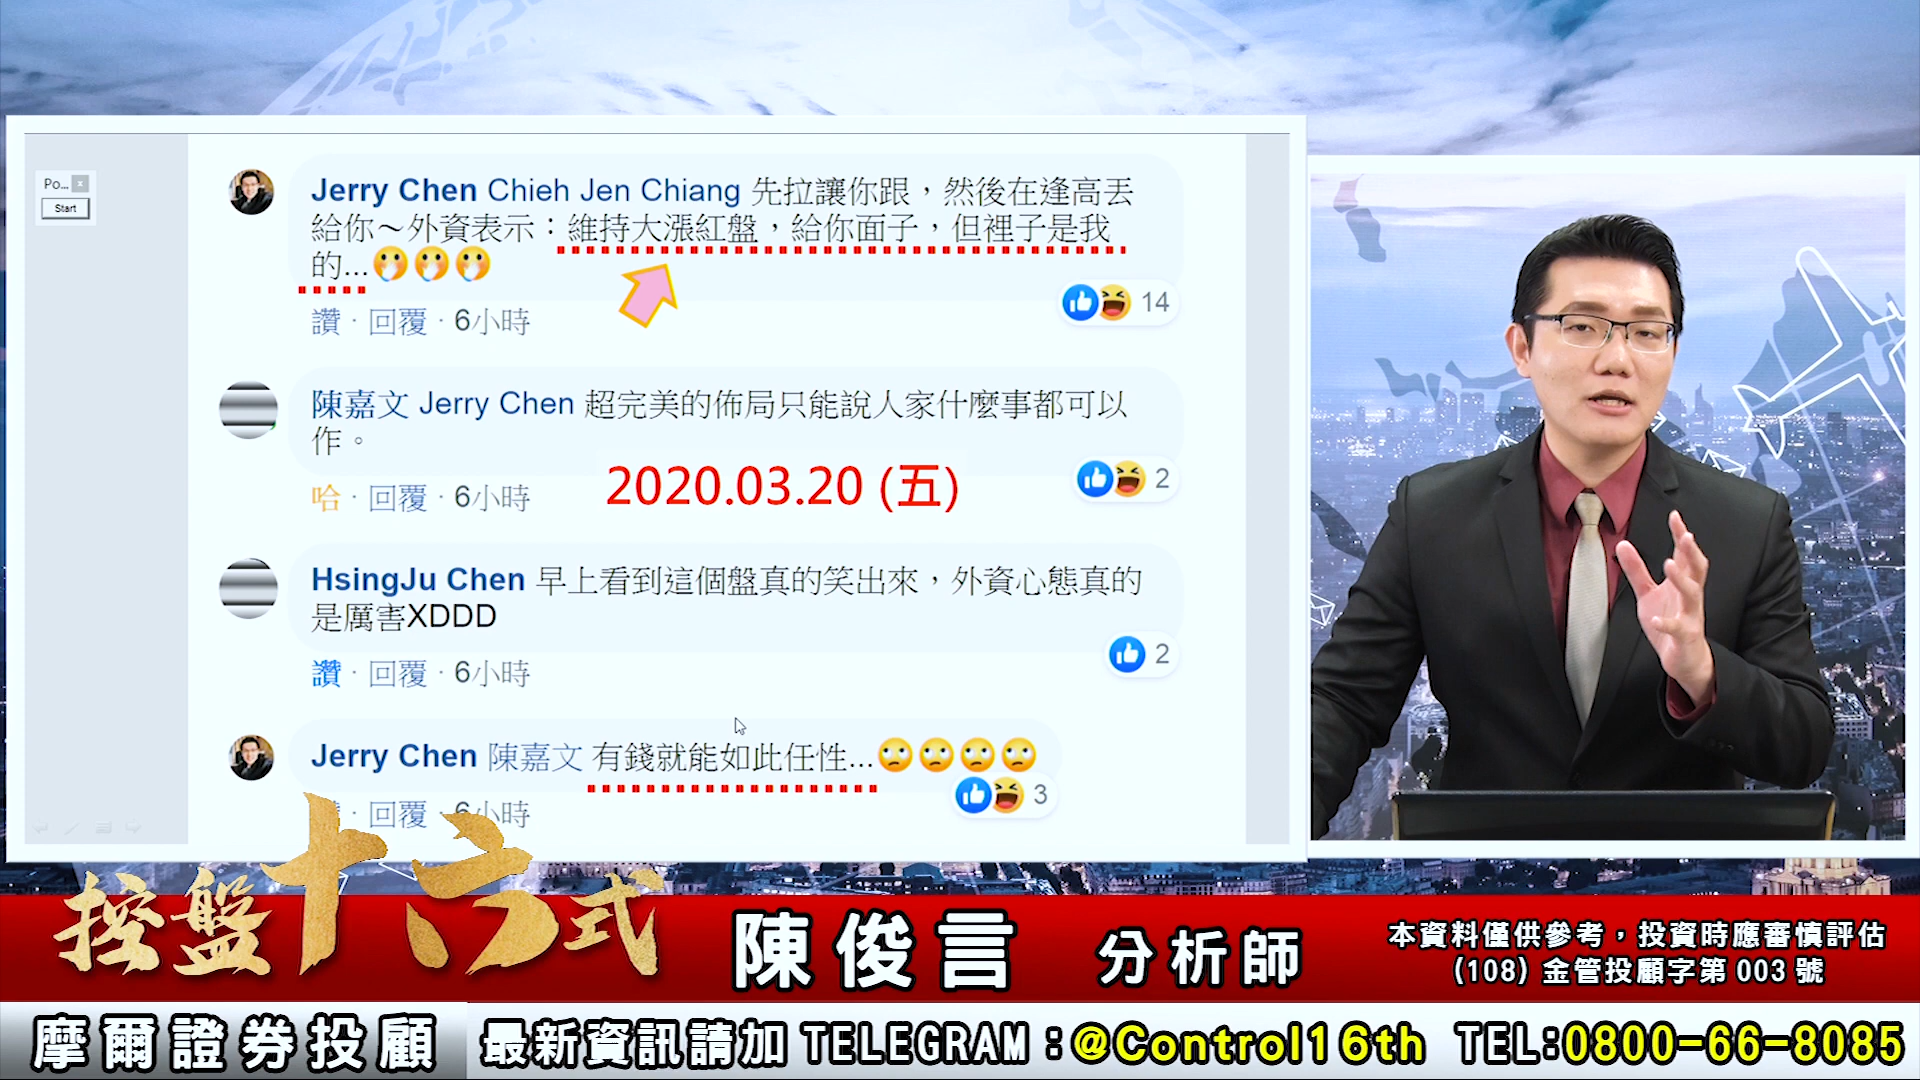 Po... x
Start
Jerry Chen Chieh Jen Chiang 先拉讓你跟，然後在逢高丟
給你～外資表示：維持大漲紅盤，給你面子，但裡子是我
的...
讚 · 回覆 · 6小時
14
陳嘉文 Jerry Chen 超完美的佈局只能說人家什麼事都可以
作。
哈 · 回覆 · 6小時
2
2020.03.20 (五)
HsingJu Chen 早上看到這個盤真的笑出來，外資心態真的
是厲害XDDD
讚 · 回覆 · 6小時
2
Jerry Chen 陳嘉文 有錢就能如此任性...
3
· 回覆 · 6小時
控盤十六式
陳俊言 分析師
本資料僅供參考，投資時應審慎評估
(108) 金管投顧字第 003 號
摩爾證券投顧
最新資訊請加 TELEGRAM：@Control16th TEL:0800-66-8085